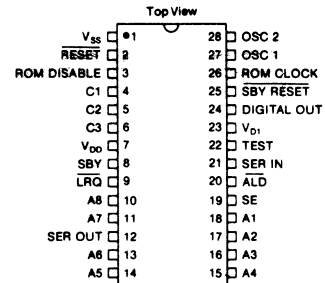 Top View
VSS 1 28 OSC 2
RESET 2 27 OSC 1
ROM DISABLE 3 26 ROM CLOCK
C1 4 25 SBY RESET
C2 5 24 DIGITAL OUT
C3 6 23 VD1
VDD 7 22 TEST
SBY 8 21 SER IN
LRQ 9 20 ALD
A8 10 19 SE
A7 11 18 A1
SER OUT 12 17 A2
A6 13 16 A3
A5 14 15 A4